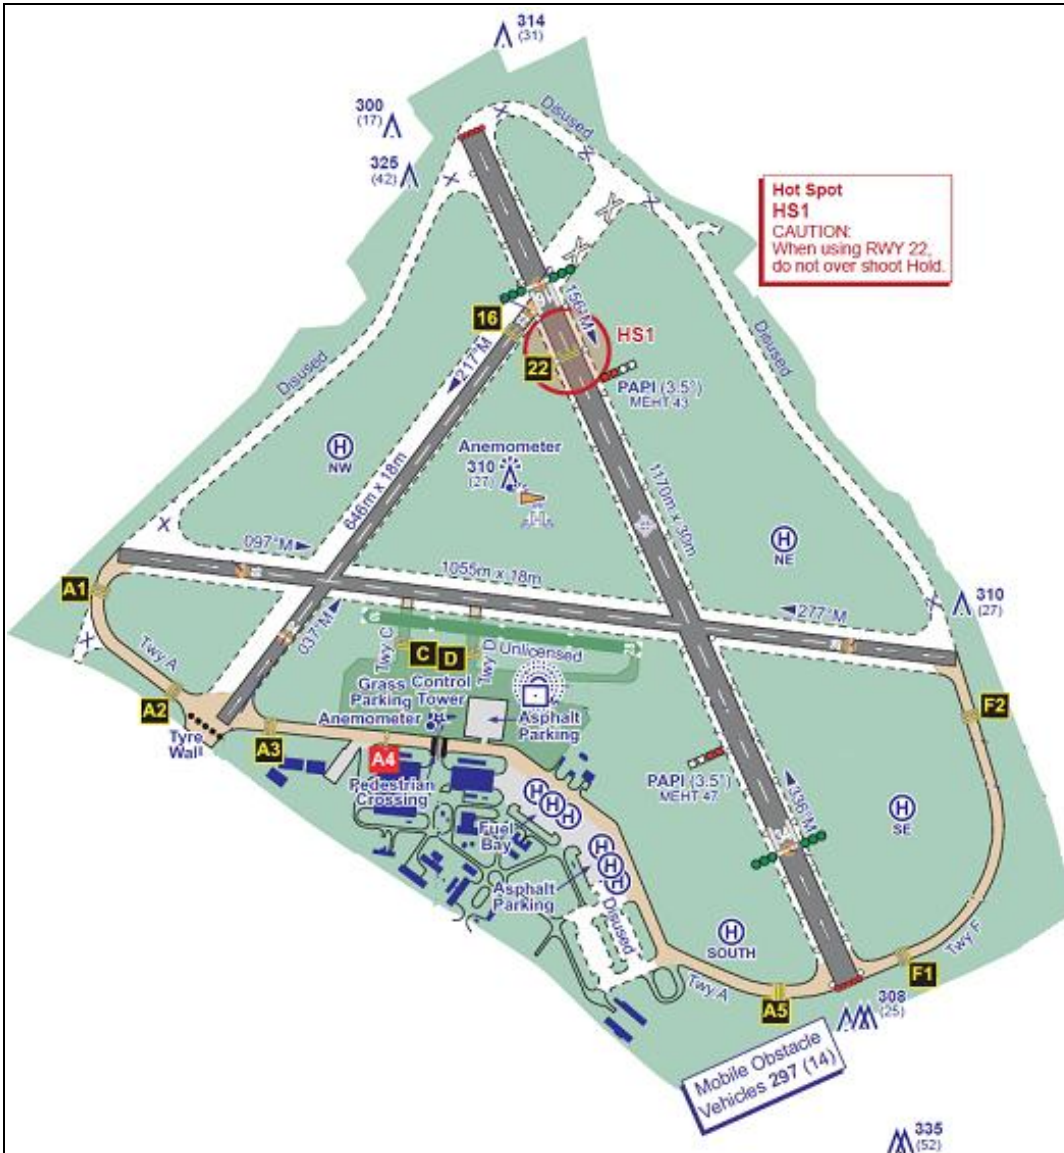 314
(31)
300
(17)
325
(42)
Disused
Hot Spot
HS1
CAUTION:
When using RWY 22,
do not over shoot Hold.
156°M
16
HS1
22
217°M
PAPI (3.5°)
MEHT 43
Disused
Disused
H
NW
Anemometer
310
(27)
646m x 18m
1170m x 30m
H
NE
097°M
1055m x 18m
277°M
310
(27)
A1
037°M
Twy C
C
D
Twy D
Unlicensed
Twy A
A2
Grass
Parking
Control
Tower
Anemometer
Asphalt
Parking
F2
Tyre
Wall
A3
A4
Pedestrian
Crossing
PAPI (3.5°)
MEHT 47
336°M
H
H
H
H
SE
Fuel
Bay
H
H
H
Asphalt
Parking
Disused
H
SOUTH
Twy F
F1
Twy A
A5
308
(25)
Mobile Obstacle
Vehicles 297 (14)
335
(52)